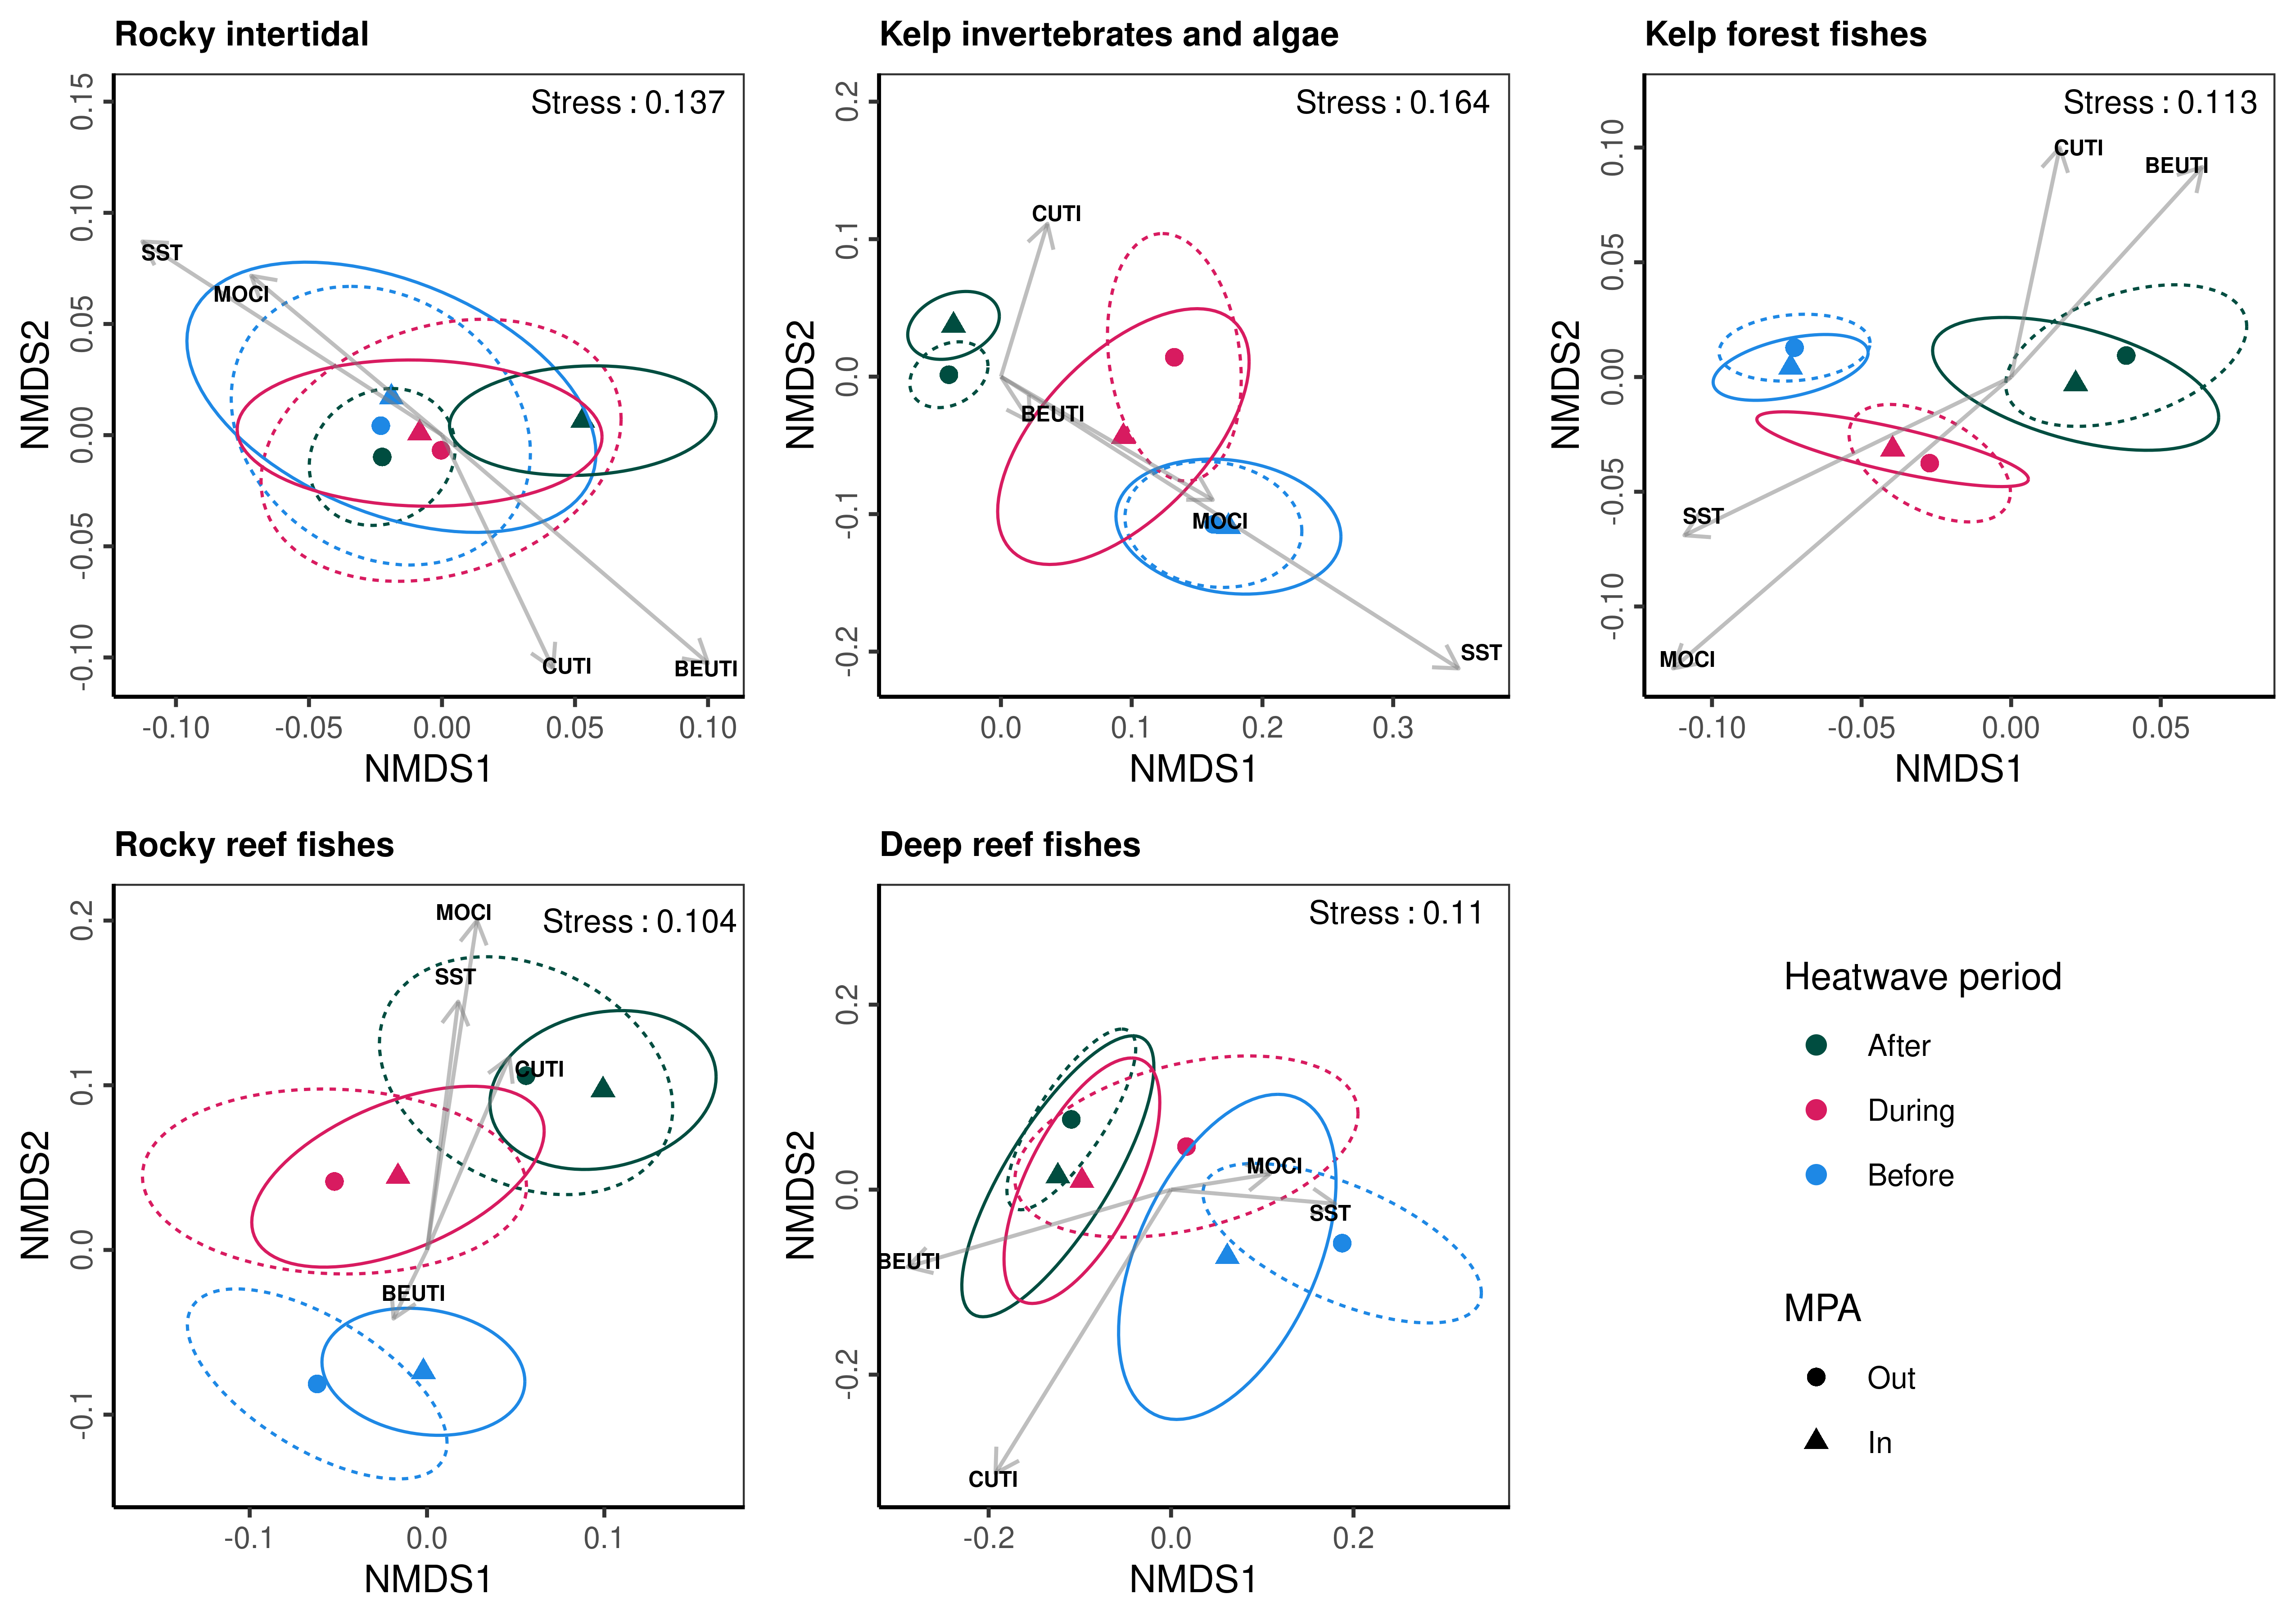 Rocky intertidal
Kelp invertebrates and algae
Kelp forest fishes
Stress : 0.137
0.15
0.10
0.05
0.00
-0.05
-0.10
NMDS2
SST
MOCI
CUTI
BEUTI
-0.10 -0.05 0.00 0.05 0.10
NMDS1
Stress : 0.164
0.2
0.1
0.0
-0.1
-0.2
NMDS2
CUTI
BEUTI
MOCI
SST
0.0 0.1 0.2 0.3
NMDS1
Stress : 0.113
0.10
0.05
0.00
-0.05
-0.10
NMDS2
CUTI
BEUTI
SST
MOCI
-0.10 -0.05 0.00 0.05
NMDS1
Rocky reef fishes
Deep reef fishes
Stress : 0.104
0.2
0.1
0.0
-0.1
NMDS2
MOCI
SST
CUTI
BEUTI
-0.1 0.0 0.1
NMDS1
Stress : 0.11
0.2
0.0
-0.2
NMDS2
MOCI
SST
BEUTI
CUTI
-0.2 0.0 0.2
NMDS1
Heatwave period
After
During
Before
MPA
Out
In